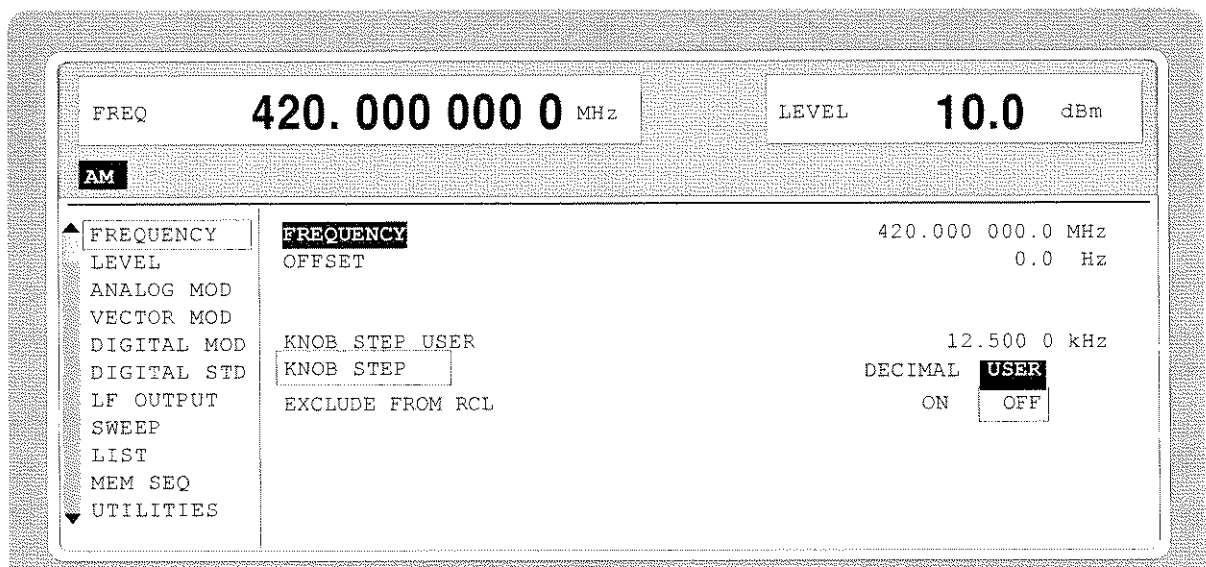 FREQ 420. 000 000 0 MHz LEVEL 10.0 dBm
AM
FREQUENCY FREQUENCY 420.000 000.0 MHz
LEVEL OFFSET 0.0 Hz
ANALOG MOD
VECTOR MOD
DIGITAL MOD KNOB STEP USER 12.500 0 kHz
DIGITAL STD KNOB STEP DECIMAL USER
LF OUTPUT EXCLUDE FROM RCL ON OFF
SWEEP
LIST
MEM SEQ
UTILITIES